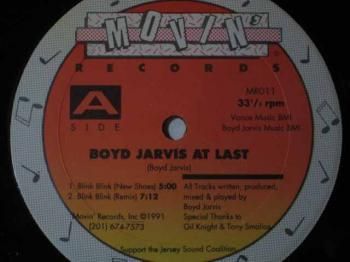 MOVIN'
RECORDS
MR011
33⅓ rpm
A
SIDE
Vance Music BMI
Boyd Jarvis Music BMI
BOYD JARVIS AT LAST
(Boyd Jarvis)
1: Blink Blink (New Shoes) 5:00
2: Blink Blink (Remix) 7:12
All Tracks written, produced,
mixed & played by
Boyd Jarvis
Movin' Records, Inc ©1991
(201) 674-7573
Special Thanks to
Gil Knight & Tony Smalios
Support the Jersey Sound Coalition